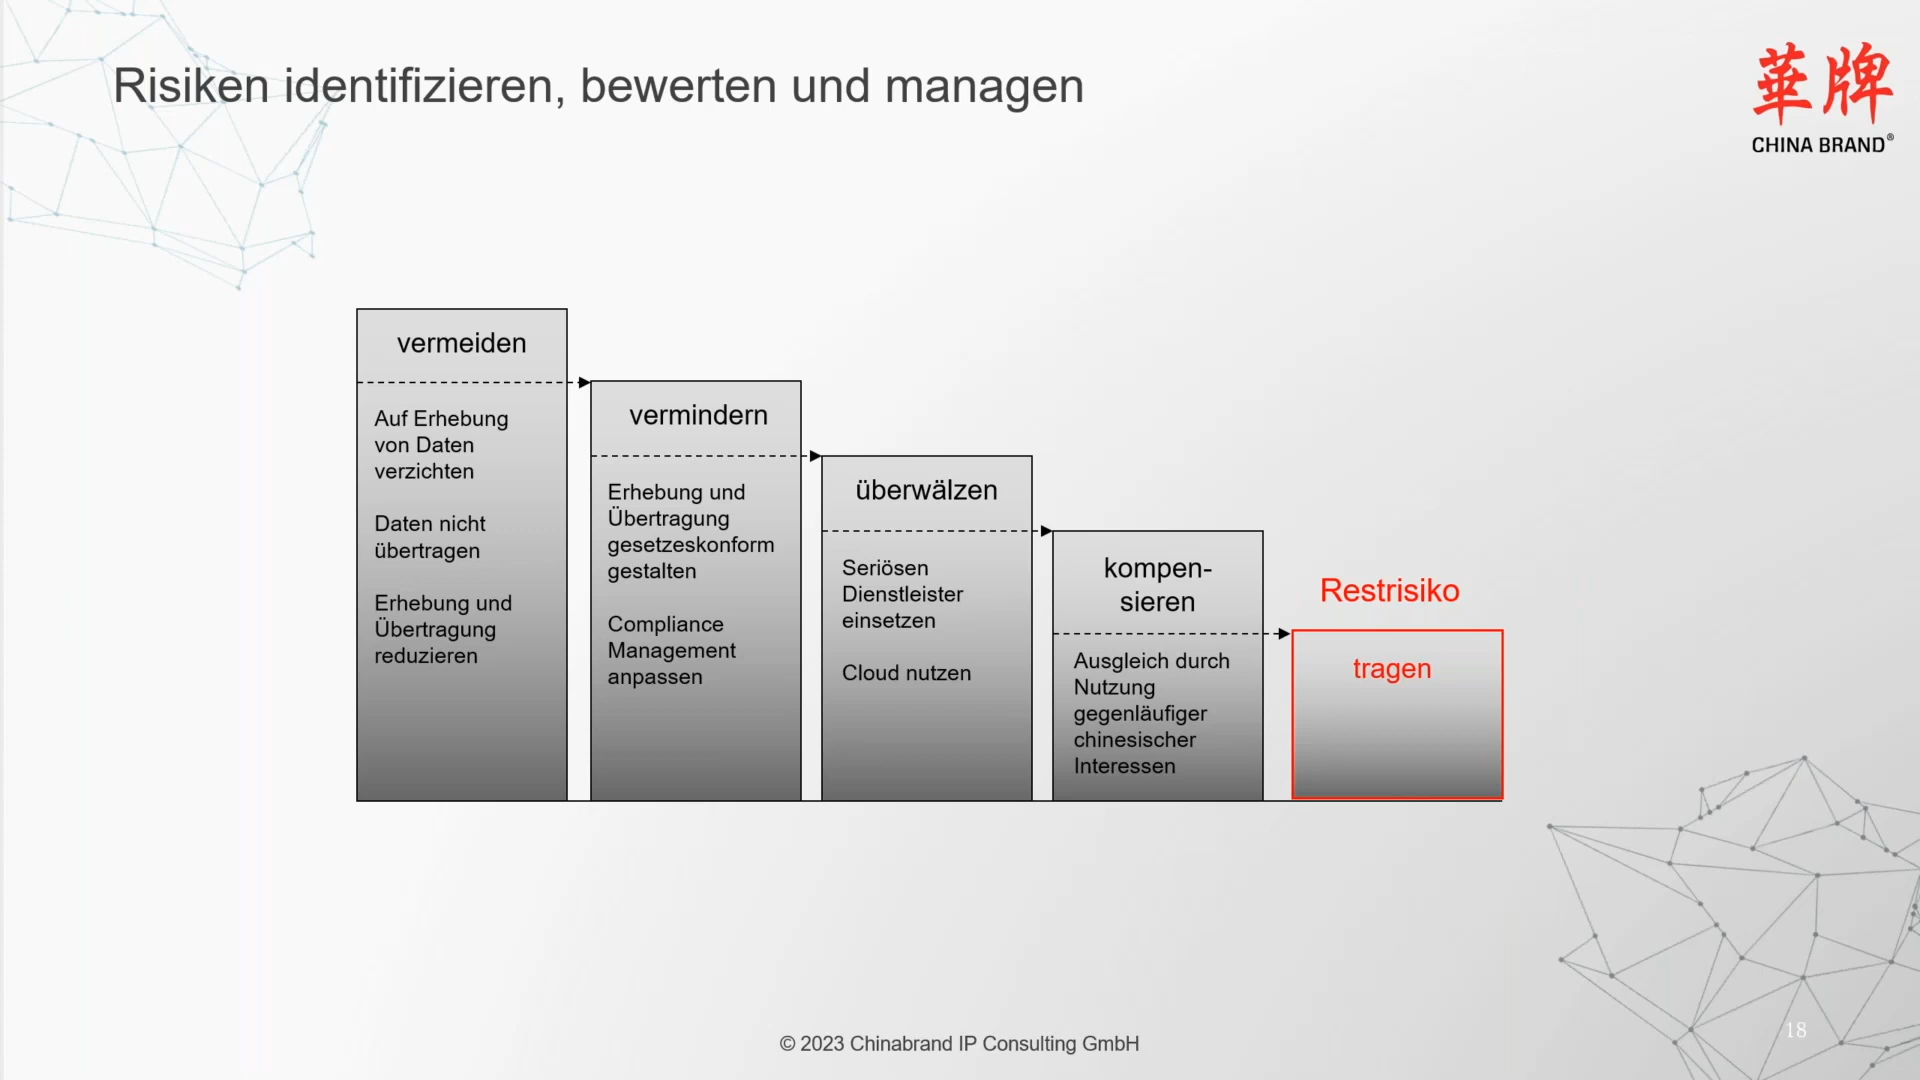 Risiken identifizieren, bewerten und managen
華牌
CHINA BRAND®
vermeiden
Auf Erhebung
von Daten
verzichten
Daten nicht
übertragen
Erhebung und
Übertragung
reduzieren
vermindern
Erhebung und
Übertragung
gesetzeskonform
gestalten
Compliance
Management
anpassen
überwälzen
Seriösen
Dienstleister
einsetzen
Cloud nutzen
kompen-
sieren
Ausgleich durch
Nutzung
gegenläufiger
chinesischer
Interessen
Restrisiko
tragen
© 2023 Chinabrand IP Consulting GmbH
18